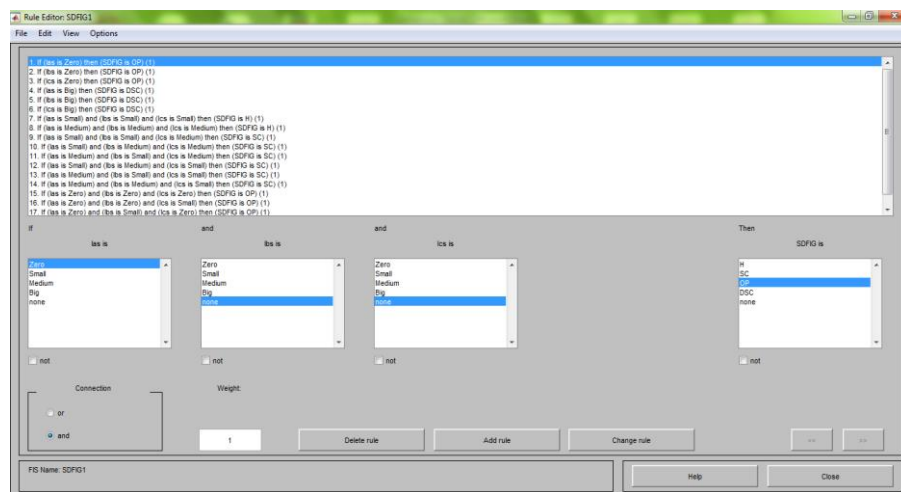 Rule Editor: SDFIG1
File Edit View Options
1. If (Ias is Zero) then (SDFIG is OP) (1)
2. If (Ibs is Zero) then (SDFIG is OP) (1)
3. If (Ics is Zero) then (SDFIG is OP) (1)
4. If (Ias is Big) then (SDFIG is DSC) (1)
5. If (Ibs is Big) then (SDFIG is DSC) (1)
6. If (Ics is Big) then (SDFIG is DSC) (1)
7. If (Ias is Small) and (Ibs is Small) and (Ics is Small) then (SDFIG is H) (1)
8. If (Ias is Medium) and (Ibs is Medium) and (Ics is Medium) then (SDFIG is H) (1)
9. If (Ias is Small) and (Ibs is Small) and (Ics is Medium) then (SDFIG is SC) (1)
10. If (Ias is Small) and (Ibs is Medium) and (Ics is Medium) then (SDFIG is SC) (1)
11. If (Ias is Medium) and (Ibs is Small) and (Ics is Medium) then (SDFIG is SC) (1)
12. If (Ias is Small) and (Ibs is Medium) and (Ics is Small) then (SDFIG is SC) (1)
13. If (Ias is Medium) and (Ibs is Small) and (Ics is Small) then (SDFIG is SC) (1)
14. If (Ias is Medium) and (Ibs is Medium) and (Ics is Small) then (SDFIG is SC) (1)
15. If (Ias is Zero) and (Ibs is Zero) and (Ics is Zero) then (SDFIG is OP) (1)
16. If (Ias is Zero) and (Ibs is Zero) and (Ics is Small) then (SDFIG is OP) (1)
17. If (Ias is Zero) and (Ibs is Small) and (Ics is Zero) then (SDFIG is OP) (1)
If and and Then
Ias is Ibs is Ics is SDFIG is
Zero Zero Zero H
Small Small Small SC
Medium Medium Medium OP
Big Big Big DSC
none none none none
not not not not
Connection Weight:
or
and 1 Delete rule Add rule Change rule << >>
FIS Name: SDFIG1 Help Close